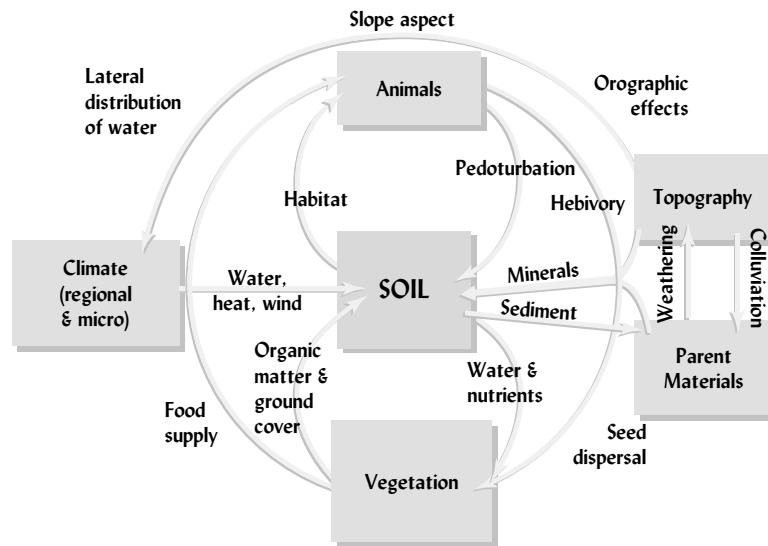 Slope aspect
Lateral
distribution
of water
Animals
Orographic
effects
Pedoturbation
Habitat
Hebivory
Topography
Climate
(regional
& micro)
Water,
heat, wind
SOIL
Minerals
Sediment
Weathering
Colluviation
Organic
matter &
ground
cover
Water &
nutrients
Parent
Materials
Food
supply
Seed
dispersal
Vegetation